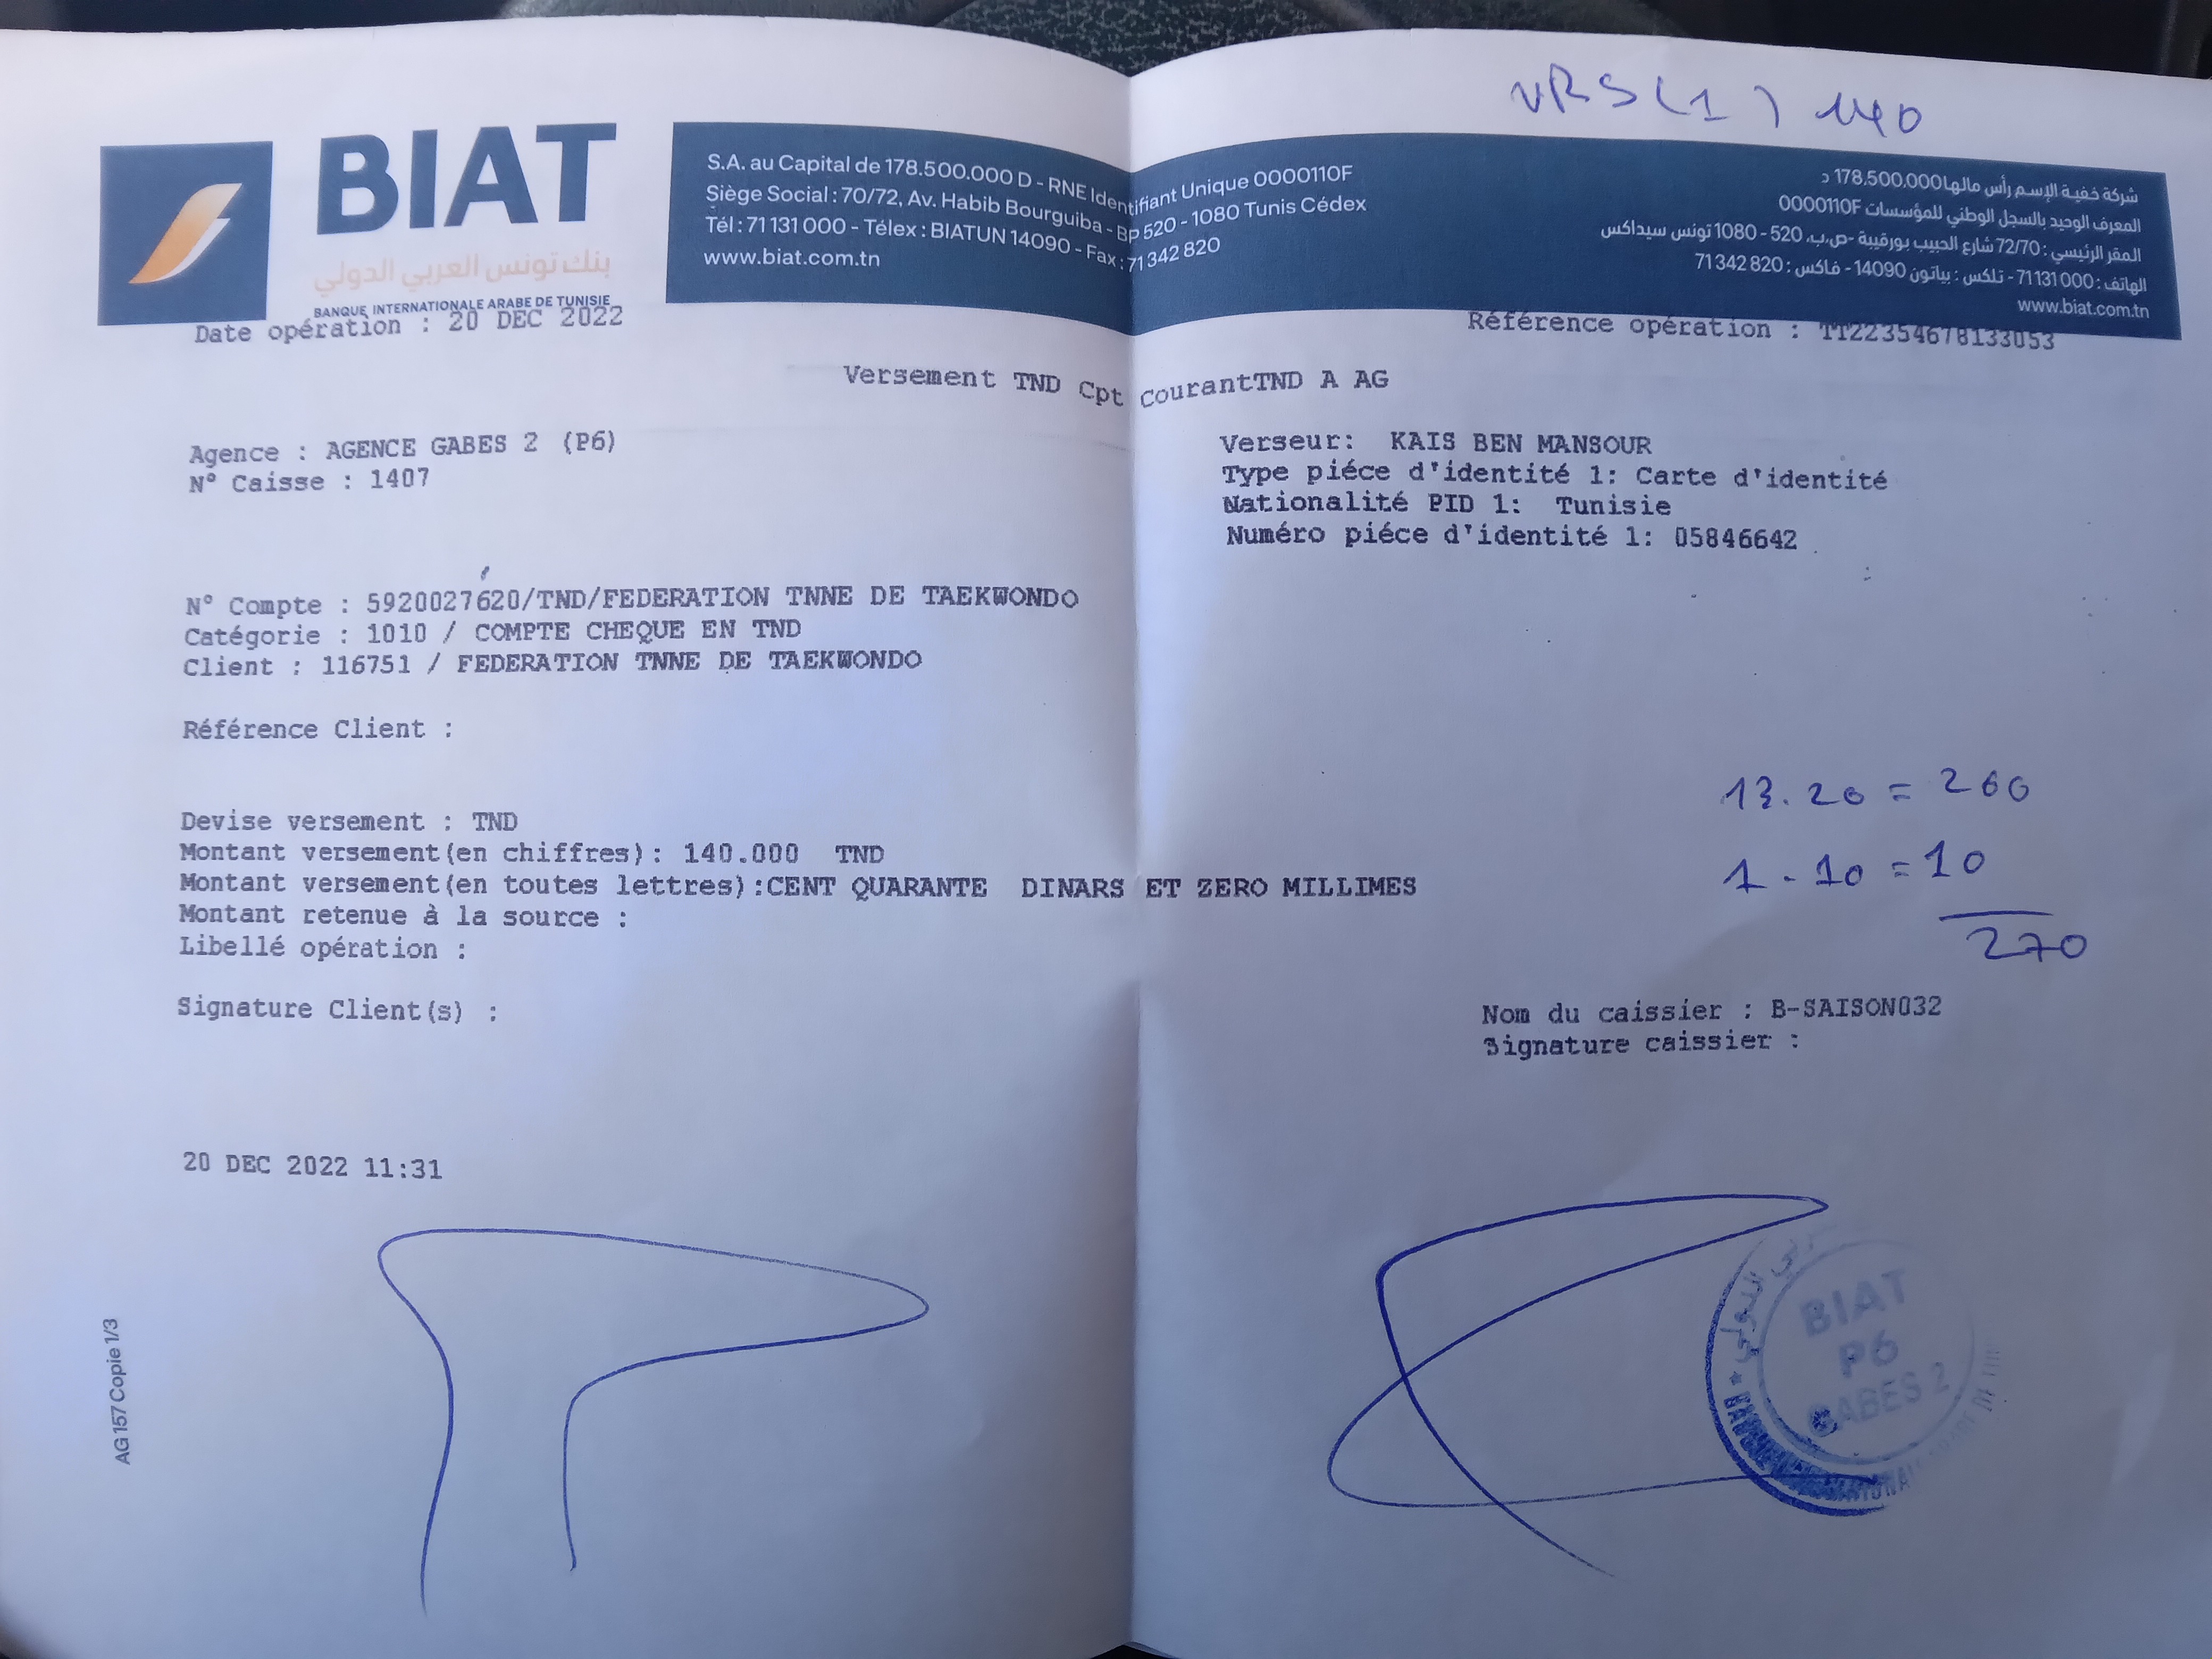 VRS (1) 140
BIAT
بنك تونس العربي الدولي
BANQUE INTERNATIONALE ARABE DE TUNISIE
S.A. au Capital de 178.500.000 D - RNE Identifiant Unique 0000110F
Siège Social : 70/72, Av. Habib Bourguiba - BP 520 - 1080 Tunis Cédex
Tél : 71 131 000 - Télex : BIATUN 14090 - Fax : 71 342 820
www.biat.com.tn
شركة خفية الإسم رأس مالها 178.500.000 د
المعرف الوحيد بالسجل الوطني للمؤسسات 0000110F
المقر الرئيسي : 72/70 شارع الحبيب بورقيبة -ص.ب. 520 - 1080 تونس سيداكس
الهاتف : 71131 000 - تلكس : بياتون 14090 - فاكس : 71 342 820
www.biat.com.tn
Date opération : 20 DEC 2022
Référence opération : TT22354678133053
Versement TND Cpt CourantTND A AG
Agence : AGENCE GABES 2 (P6)
N° Caisse : 1407
Verseur: KAIS BEN MANSOUR
Type piéce d'identité 1: Carte d'identité
Nationalité PID 1: Tunisie
Numéro piéce d'identité 1: 05846642
N° Compte : 5920027620/TND/FEDERATION TNNE DE TAEKWONDO
Catégorie : 1010 / COMPTE CHEQUE EN TND
Client : 116751 / FEDERATION TNNE DE TAEKWONDO
Référence Client :
13.20 = 260
1 - 10 = 10
270
Devise versement : TND
Montant versement(en chiffres): 140.000 TND
Montant versement(en toutes lettres):CENT QUARANTE DINARS ET ZERO MILLIMES
Montant retenue à la source :
Libellé opération :
Signature Client(s) :
Nom du caissier : B-SAISON032
Signature caissier :
20 DEC 2022 11:31
BIAT
P6
GABES 2
AG 157 Copie 1/3